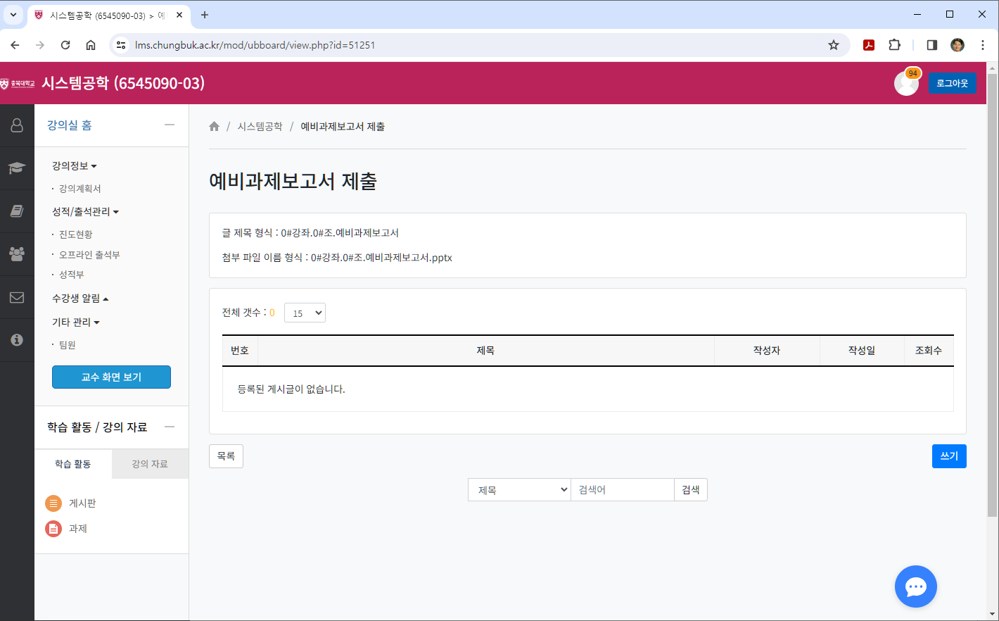 시스템공학 (6545090-03) > 예
lms.chungbuk.ac.kr/mod/ubboard/view.php?id=51251
충북대학교
시스템공학 (6545090-03)
94
로그아웃
강의실 홈
강의정보
강의계획서
성적/출석관리
진도현황
오프라인 출석부
성적부
수강생 알림
기타 관리
팀원
교수 화면 보기
학습 활동 / 강의 자료
학습 활동
강의 자료
게시판
과제
/ 시스템공학 / 예비과제보고서 제출
예비과제보고서 제출
글 제목 형식 : 0#강좌.0#조.예비과제보고서
첨부 파일 이름 형식 : 0#강좌.0#조.예비과제보고서.pptx
전체 갯수 : 0 15
번호 제목 작성자 작성일 조회수
등록된 게시글이 없습니다.
목록 쓰기
제목 검색어 검색